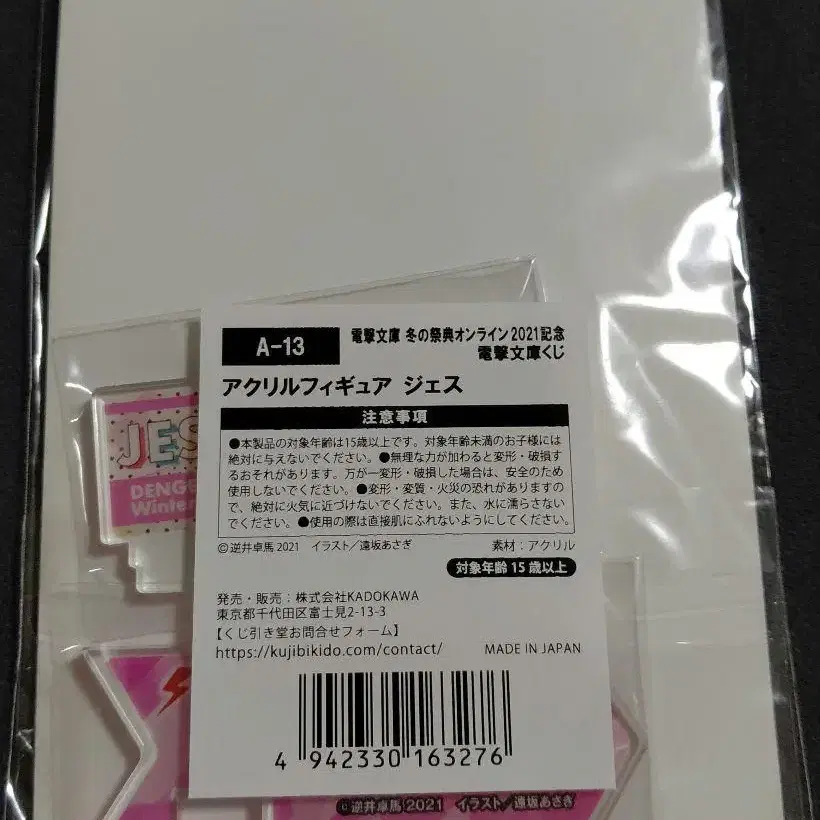 A-13
電撃文庫 冬の祭典オンライン2021記念
電撃文庫くじ
アクリルフィギュア ジェス
注意事項
●本製品の対象年齢は15歳以上です。対象年齢未満のお子様には
絶対に与えないでください。●無理な力が加わると変形・破損す
るおそれがあります。万が一変形・破損した場合は、安全のため
使用しないでください。●変形・変質・火災の恐れがありますの
で、絶対に火気に近づけないでください。また、水に濡らさない
でください。●使用の際は直接肌にふれないようにしてください。
©逆井卓馬 2021 イラスト／遠坂あさぎ
素材：アクリル
対象年齢 15 歳以上
発売・販売：株式会社KADOKAWA
東京都千代田区富士見2-13-3
【くじ引き堂お問合せフォーム】
https://kujibikido.com/contact/
MADE IN JAPAN
4 942330 163276
JES
DENGE
Winter
©逆井卓馬 2021 イラスト／遠坂あさぎ